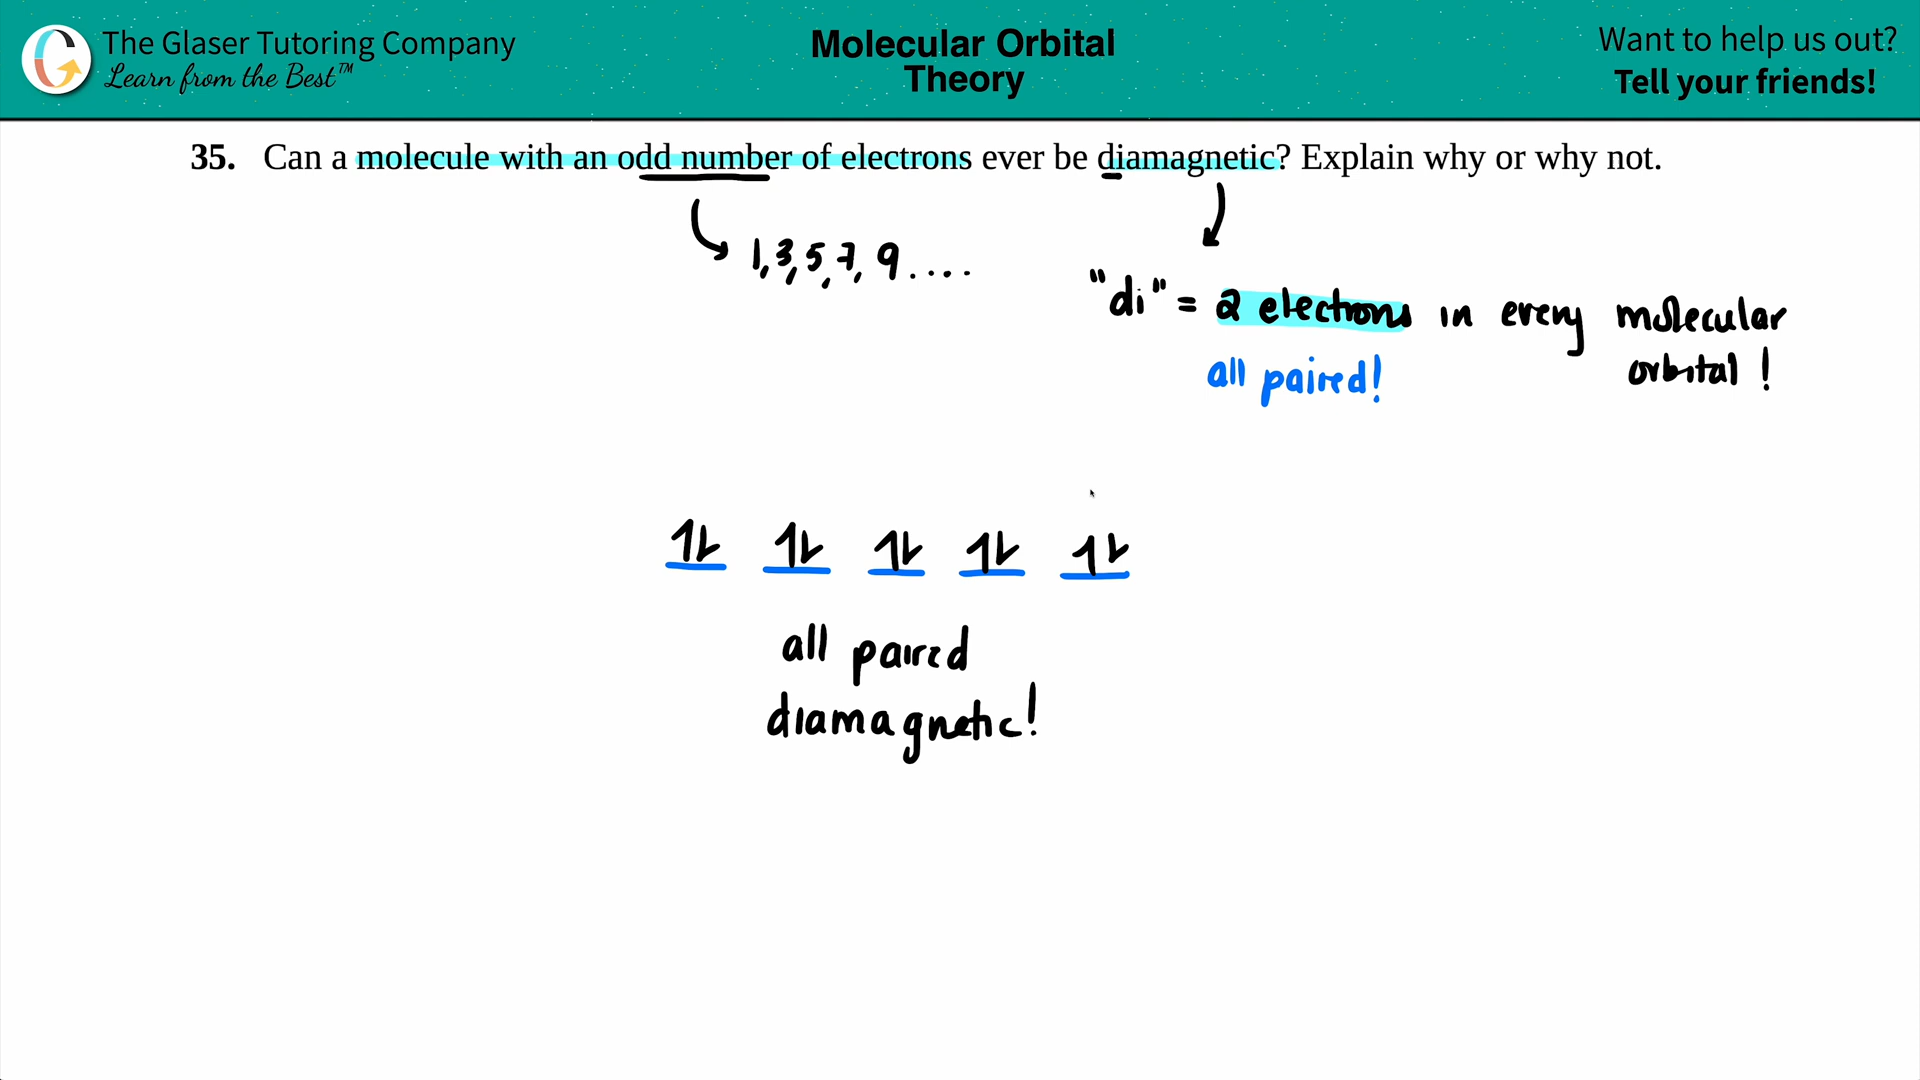 The Glaser Tutoring Company
Learn from the Best™
Molecular Orbital
Theory
Want to help us out?
Tell your friends!
35. Can a molecule with an odd number of electrons ever be diamagnetic? Explain why or why not.
1, 3, 5, 7, 9....
"di" = 2 electrons in every molecular
orbital!
all paired!
all paired
diamagnetic!